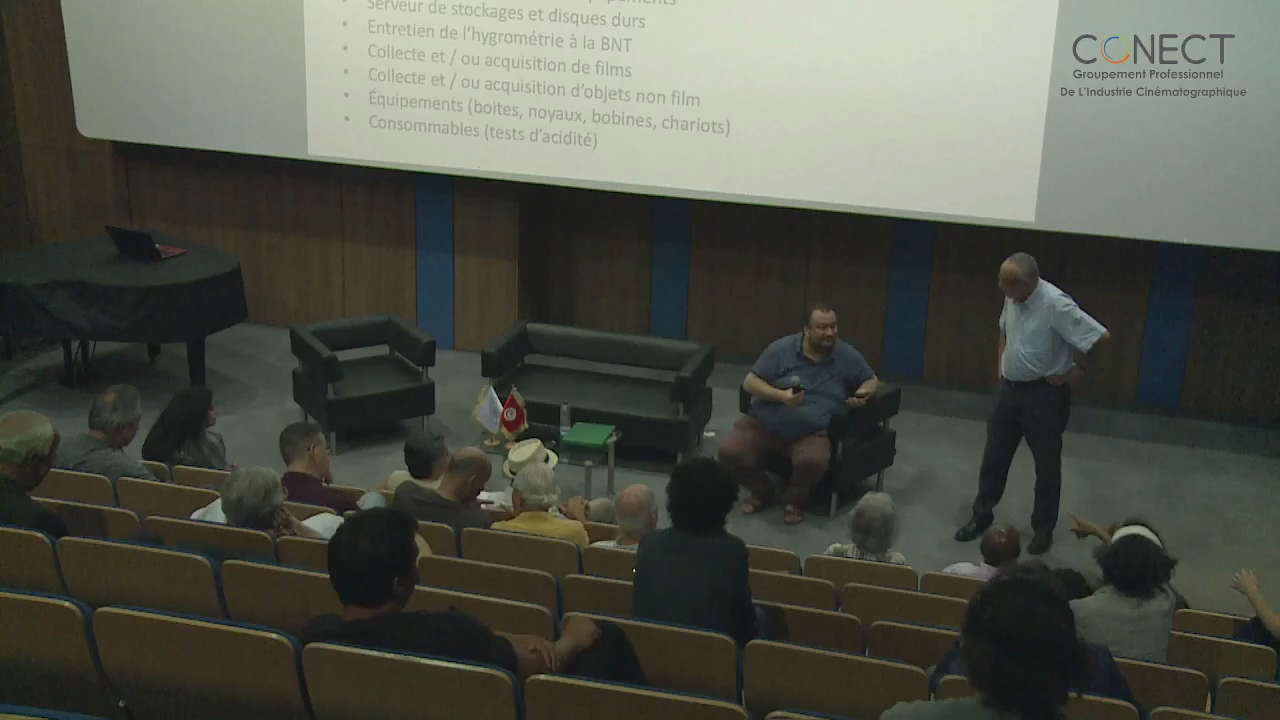 Serveur de stockages et disques durs
Entretien de l'hygrométrie à la BNT
Collecte et / ou acquisition de films
Collecte et / ou acquisition d'objets non film
Équipements (boites, noyaux, bobines, chariots)
Consommables (tests d'acidité)
CONECT
Groupement Professionnel
De L'Industrie Cinématographique